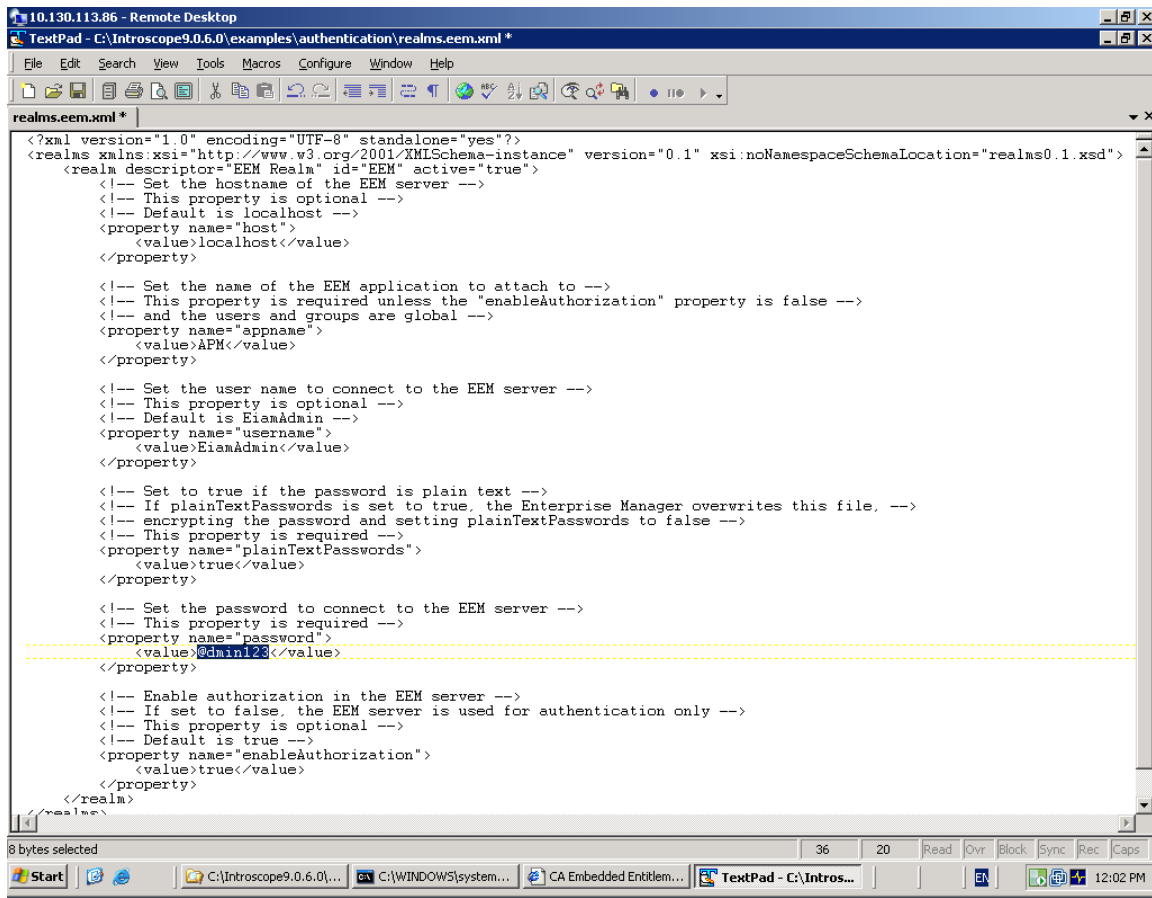 10.130.113.86 - Remote Desktop
TextPad - C:\Introscope9.0.6.0\examples\authentication\realms.eem.xml *
File Edit Search View Tools Macros Configure Window Help
realms.eem.xml *
<?xml version="1.0" encoding="UTF-8" standalone="yes"?>
<realms xmlns:xsi="http://www.w3.org/2001/XMLSchema-instance" version="0.1" xsi:noNamespaceSchemaLocation="realms0.1.xsd">
<realm descriptor="EEM Realm" id="EEM" active="true">
<!-- Set the hostname of the EEM server -->
<!-- This property is optional -->
<!-- Default is localhost -->
<property name="host">
<value>localhost</value>
</property>
<!-- Set the name of the EEM application to attach to -->
<!-- This property is required unless the "enableAuthorization" property is false -->
<!-- and the users and groups are global -->
<property name="appname">
<value>APM</value>
</property>
<!-- Set the user name to connect to the EEM server -->
<!-- This property is optional -->
<!-- Default is EiamAdmin -->
<property name="username">
<value>EiamAdmin</value>
</property>
<!-- Set to true if the password is plain text -->
<!-- If plainTextPasswords is set to true, the Enterprise Manager overwrites this file, -->
<!-- encrypting the password and setting plainTextPasswords to false -->
<!-- This property is required -->
<property name="plainTextPasswords">
<value>true</value>
</property>
<!-- Set the password to connect to the EEM server -->
<!-- This property is required -->
<property name="password">
<value>@dmin123</value>
</property>
<!-- Enable authorization in the EEM server -->
<!-- If set to false, the EEM server is used for authentication only -->
<!-- This property is optional -->
<!-- Default is true -->
<property name="enableAuthorization">
<value>true</value>
</property>
</realm>
</realms>
8 bytes selected 36 20 Read Ovr Block Sync Rec Caps
Start C:\Introscope9.0.6.0\... C:\WINDOWS\system... CA Embedded Entitlem... TextPad - C:\Intros... EN 12:02 PM